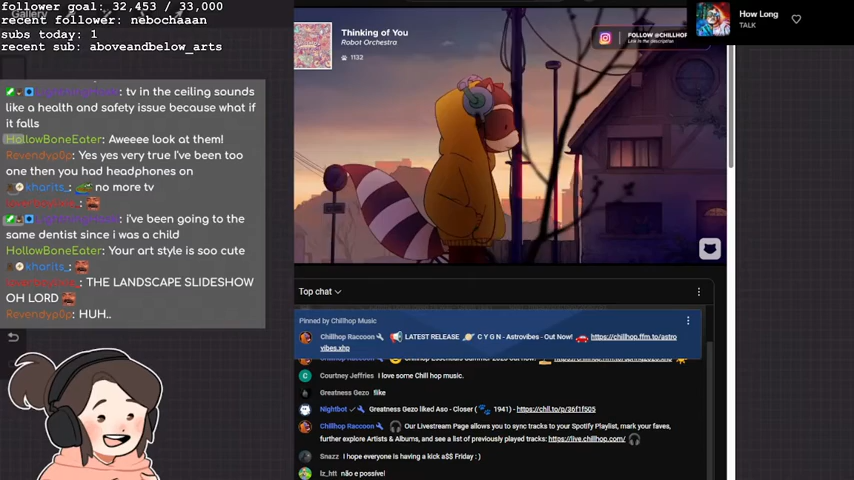 follower goal: 32,453 / 33,000
recent follower: nebochaaan
subs today: 1
recent sub: aboveandbelow_arts
Gallery
tv in the ceiling sounds
like a health and safety issue because what if
it falls
HollowBoneEater: Aweeee look at them!
Revendyp0p: Yes yes very true I've been too
one then you had headphones on
kharits_: no more tv
i've been going to the
same dentist since i was a child
HollowBoneEater: Your art style is soo cute
kharits_:
THE LANDSCAPE SLIDESHOW
OH LORD
Revendyp0p: HUH..
Thinking of You
Robot Orchestra
1132
FOLLOW @CHILLHOP
Link in the description
How Long
TALK
Top chat
Pinned by Chillhop Music
Chillhop Raccoon LATEST RELEASE C Y G N - Astrovibes - Out Now! https://chillhop.ffm.to/astro
vibes.xhp
Courtney Jeffries I love some Chill hop music.
Greatness Gezo !like
Nightbot Greatness Gezo liked Aso - Closer ( 1941) - https://chll.to/p/36f1f505
Chillhop Raccoon Our Livestream Page allows you to sync tracks to your Spotify Playlist, mark your faves,
further explore Artists & Albums, and see a list of previously played tracks: https://live.chillhop.com/
Snazz I hope everyone is having a kick a$$ Friday : )
lz_htt não e possivel